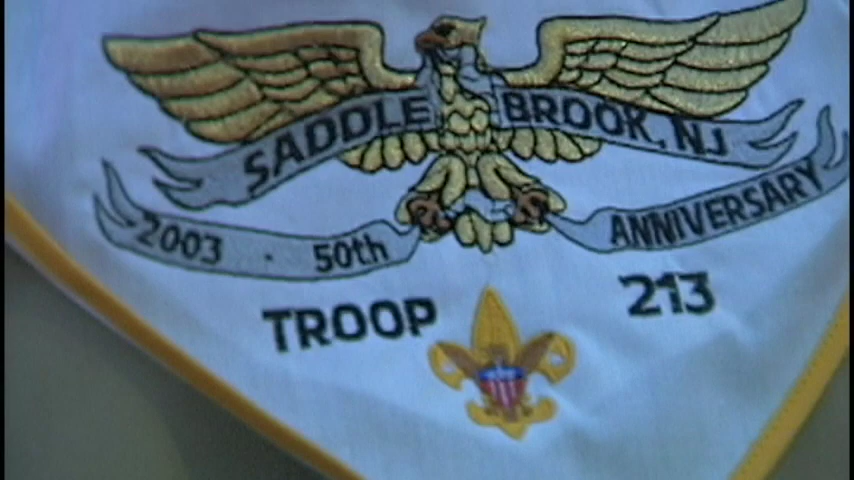 SADDLE BROOK, NJ
2003 · 50th ANNIVERSARY
TROOP 213